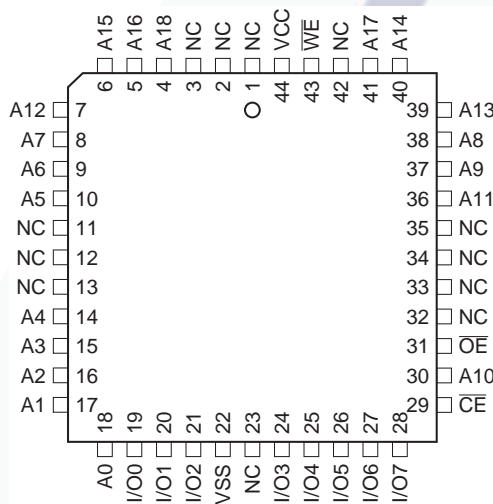 A15 A16 A18 NC NC NC VCC W̅E̅ NC A17 A14
6 5 4 3 2 1 44 43 42 41 40
A12 7
A7 8
A6 9
A5 10
NC 11
NC 12
NC 13
A4 14
A3 15
A2 16
A1 17
39 A13
38 A8
37 A9
36 A11
35 NC
34 NC
33 NC
32 NC
31 O̅E̅
30 A10
29 C̅E̅
18 19 20 21 22 23 24 25 26 27 28
A0 I/O0 I/O1 I/O2 VSS NC I/O3 I/O4 I/O5 I/O6 I/O7